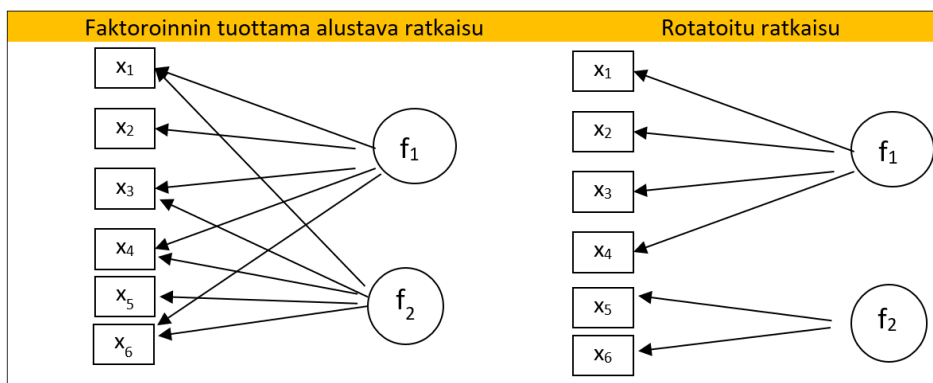 Faktoroinnin tuottama alustava ratkaisu
x1
x2
x3
x4
x5
x6
f1
f2
Rotatoitu ratkaisu
x1
x2
x3
x4
x5
x6
f1
f2